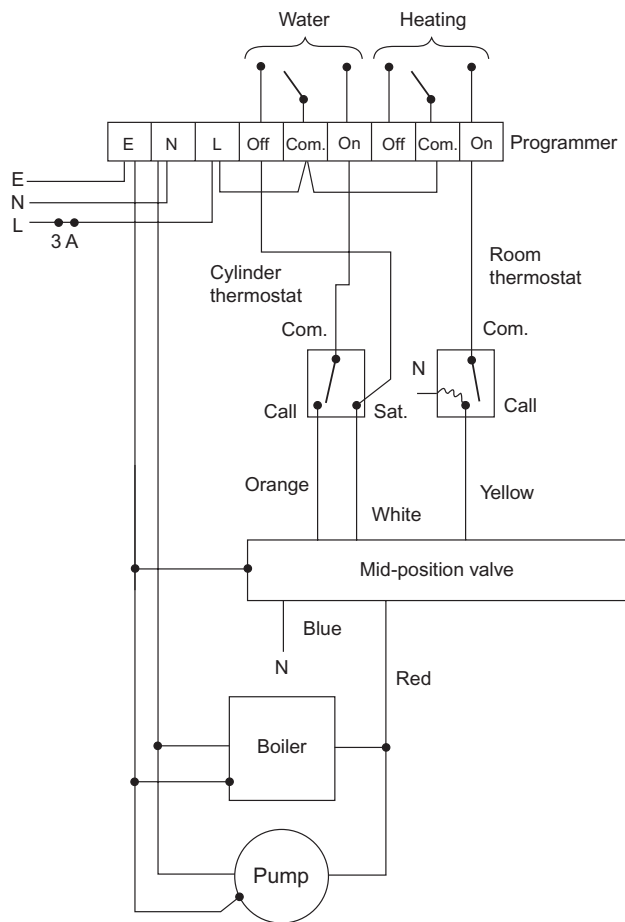 Water Heating
E N L Off Com. On Off Com. On Programmer
E
N
L
3 A
Cylinder
thermostat
Room
thermostat
Com.
Com.
N
Call Sat.
Call
Orange
White
Yellow
Mid-position valve
Blue
N
Red
Boiler
Pump